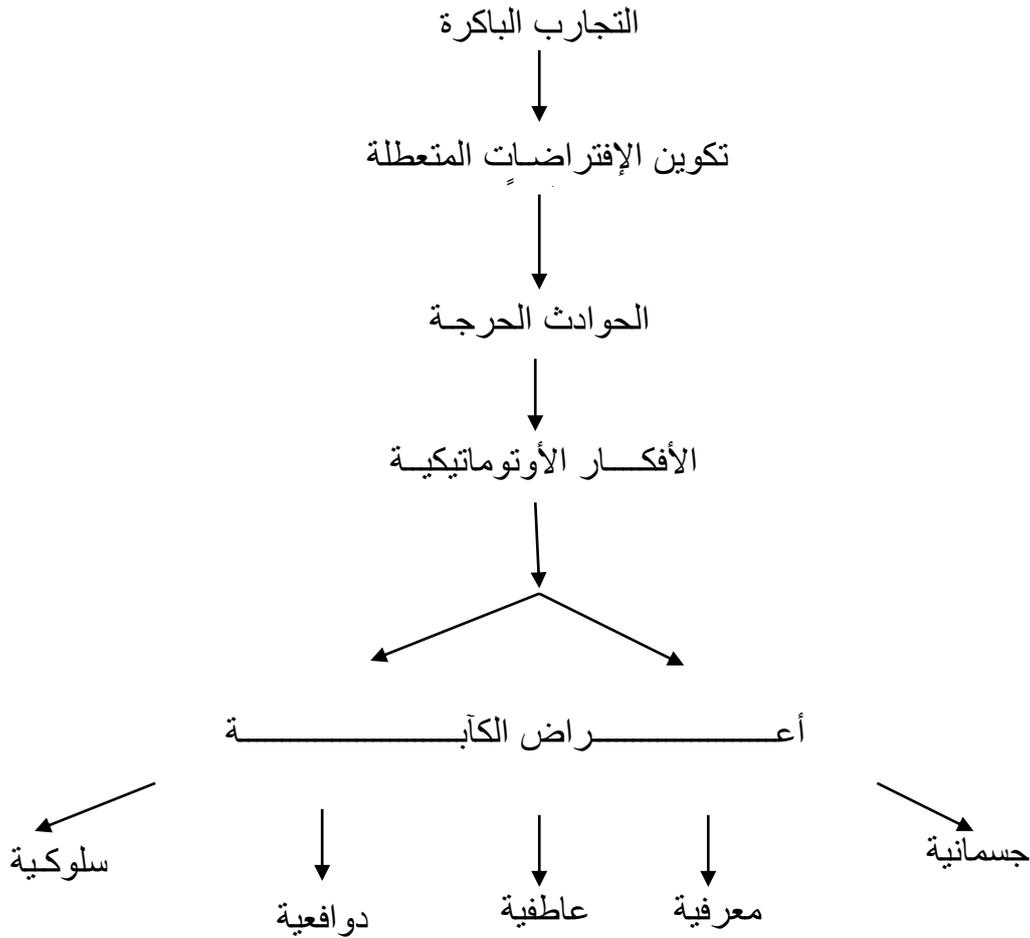 التجارب الباكرة
تكوين الإفتراضات المتعطلة
الحوادث الحرجة
الأفكار الأوتوماتيكية
أعراض الكآبة
جسمانية
معرفية
عاطفية
دوافعية
سلوكية